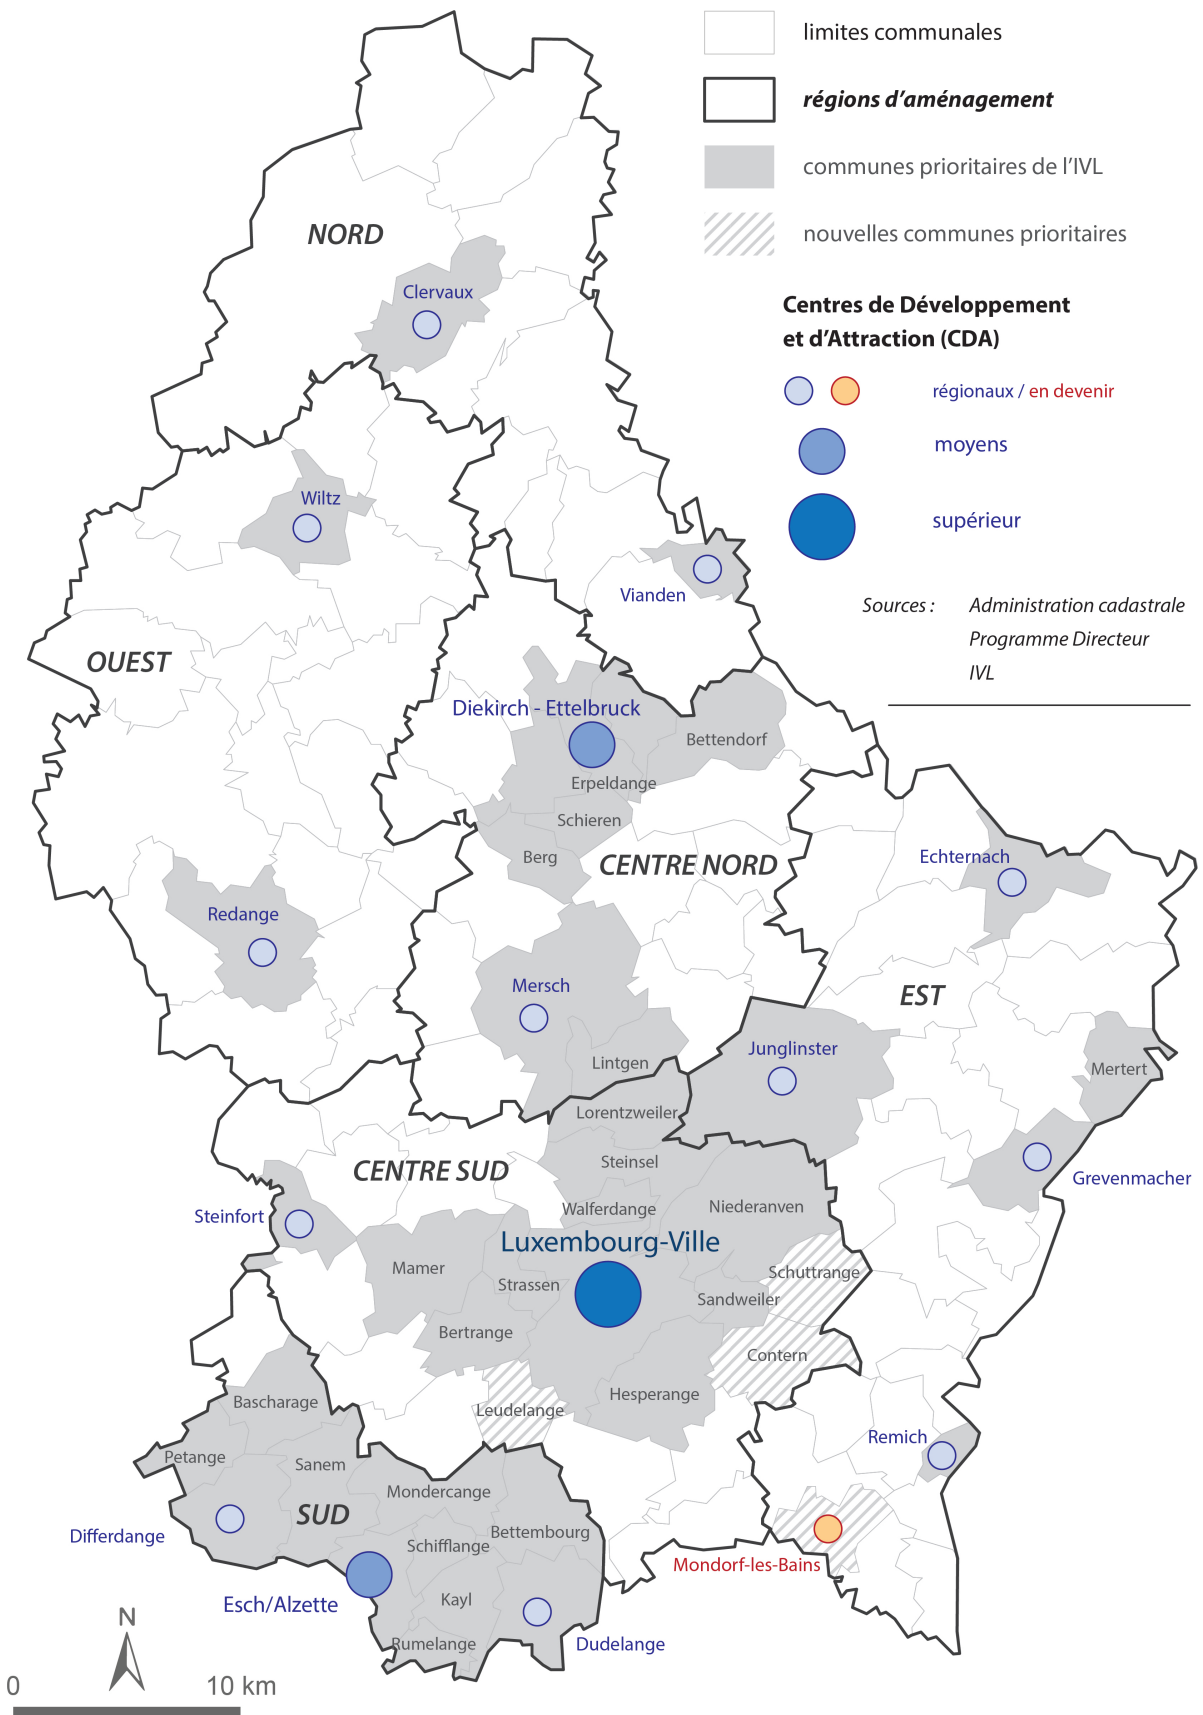 limites communales
régions d'aménagement
communes prioritaires de l'IVL
nouvelles communes prioritaires
Centres de Développement
et d'Attraction (CDA)
régionaux / en devenir
moyens
supérieur
Sources : Administration cadastrale
Programme Directeur
IVL
NORD
Clervaux
Wiltz
Vianden
OUEST
Diekirch - Ettelbruck
Bettendorf
Erpeldange
Schieren
Berg
CENTRE NORD
Echternach
Redange
Mersch
EST
Junglinster
Lintgen
Mertert
Lorentzweiler
Steinsel
CENTRE SUD
Grevenmacher
Steinfort
Walferdange
Niederanven
Luxembourg-Ville
Mamer
Strassen
Schuttrange
Sandweiler
Bertrange
Contern
Hesperange
Bascharage
Leudelange
Remich
Petange
Sanem
Mondercange
SUD
Differdange
Schifflange
Bettembourg
Mondorf-les-Bains
Esch/Alzette
Kayl
Rumelange
Dudelange
N
0 10 km